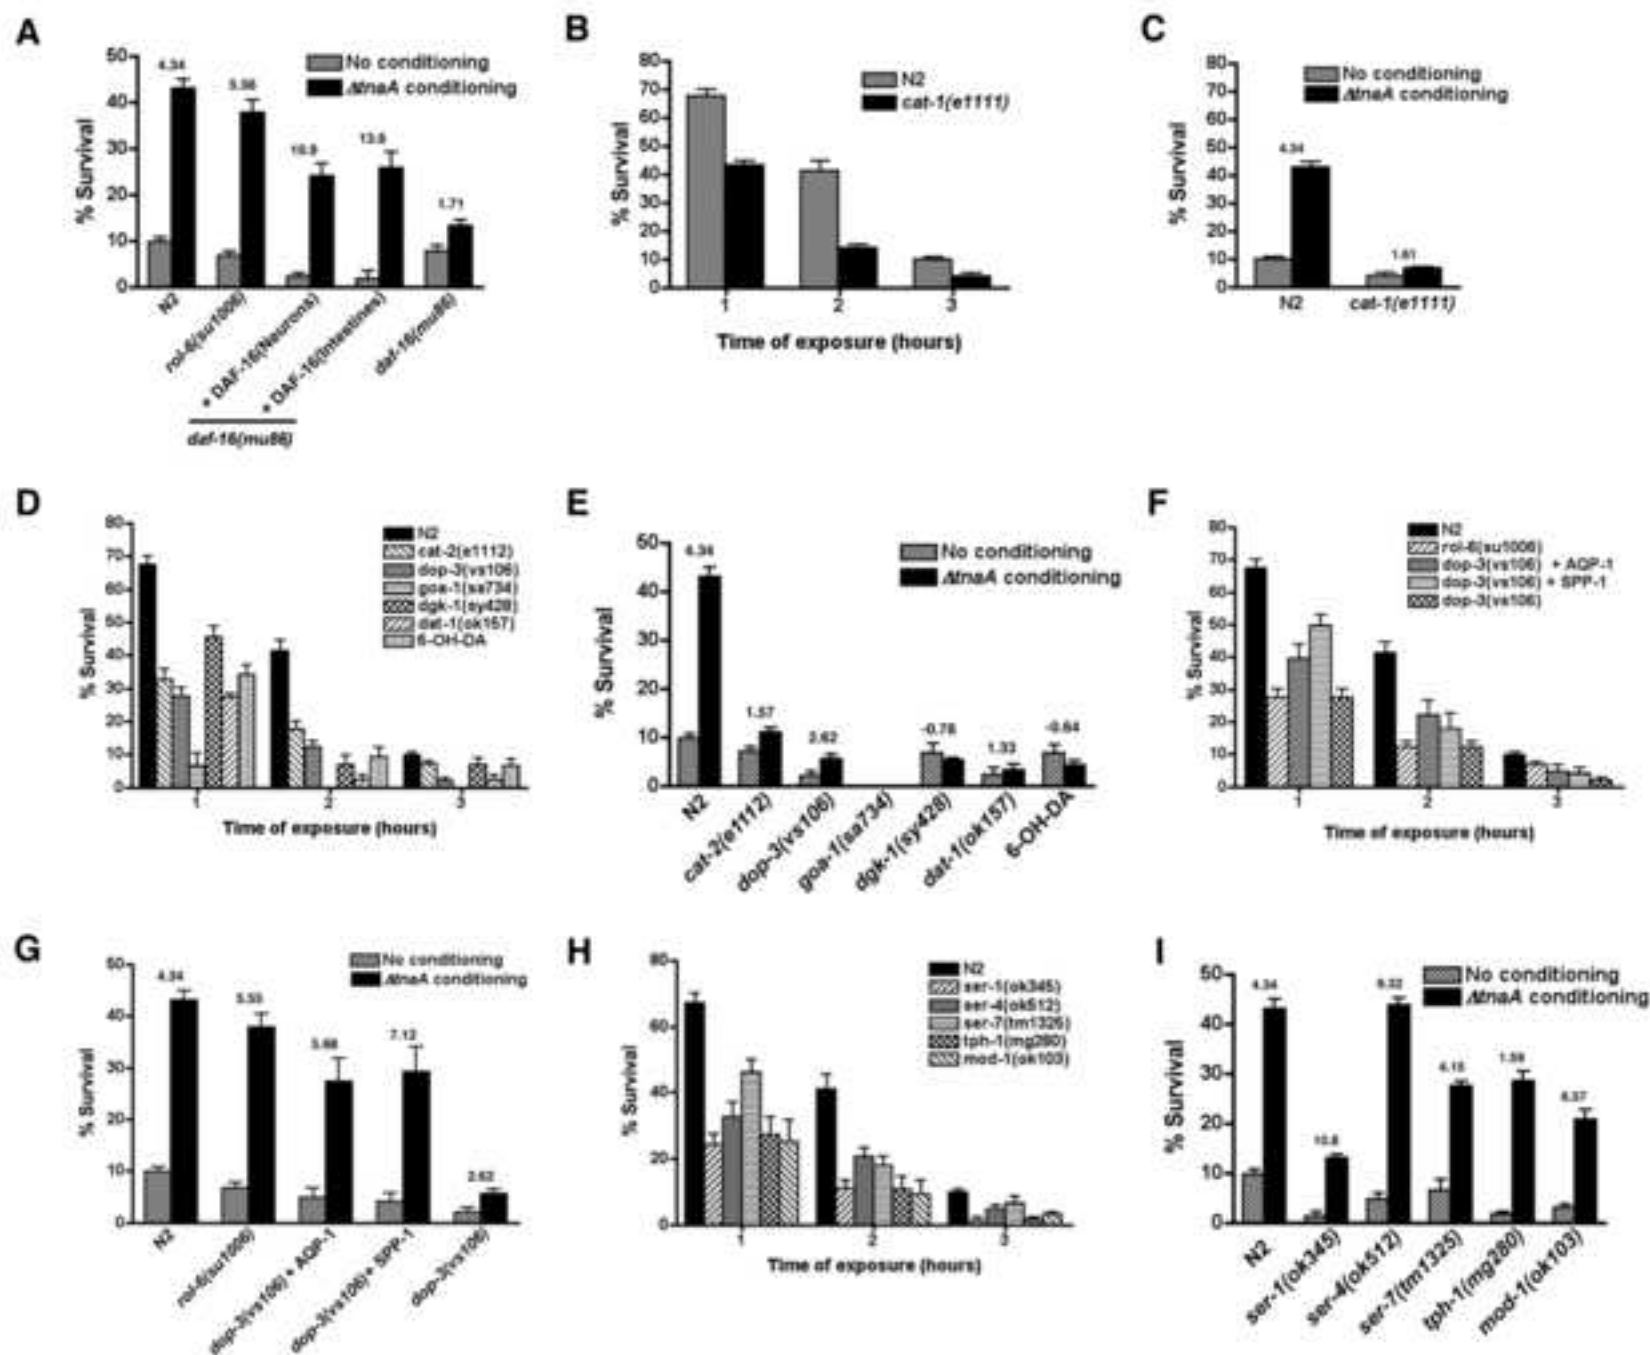 A
50
40
30
20
10
0
% Survival
4.34
No conditioning
ΔtnaA conditioning
1.71
N2
rol-6(su1006)
+ DAF-16(Neurons)
+ DAF-16(Intestines)
daf-16(mu86)
daf-16(mu86)
B
80
70
60
50
40
30
20
10
0
% Survival
N2
cat-1(e1111)
1 2 3
Time of exposure (hours)
C
80
70
60
50
40
30
20
10
0
% Survival
No conditioning
ΔtnaA conditioning
4.34
1.61
N2 cat-1(e1111)
D
80
70
60
50
40
30
20
10
0
% Survival
N2
cat-2(e1112)
dop-3(vs106)
goa-1(sa734)
dgk-1(sy428)
dat-1(ok157)
6-OH-DA
1 2 3
Time of exposure (hours)
E
50
40
30
20
10
0
% Survival
No conditioning
ΔtnaA conditioning
4.34
1.57
2.62
-0.78
1.33
-0.64
N2
cat-2(e1112)
dop-3(vs106)
goa-1(sa734)
dgk-1(sy428)
dat-1(ok157)
6-OH-DA
F
80
70
60
50
40
30
20
10
0
% Survival
N2
rol-6(su1006)
dop-3(vs106) + AQP-1
dop-3(vs106) + SPP-1
dop-3(vs106)
1 2 3
Time of exposure (hours)
G
50
40
30
20
10
0
% Survival
No conditioning
ΔtnaA conditioning
4.34
5.55
7.12
2.62
N2
rol-6(su1006)
dop-3(vs106) + AQP-1
dop-3(vs106) + SPP-1
dop-3(vs106)
H
80
60
40
20
0
% Survival
N2
ser-1(ok345)
ser-4(ok512)
ser-7(tm1325)
tph-1(mg280)
mod-1(ok103)
1 2 3
Time of exposure (hours)
I
50
40
30
20
10
0
% Survival
No conditioning
ΔtnaA conditioning
4.34
10.8
4.15
N2
ser-1(ok345)
ser-4(ok512)
ser-7(tm1325)
tph-1(mg280)
mod-1(ok103)